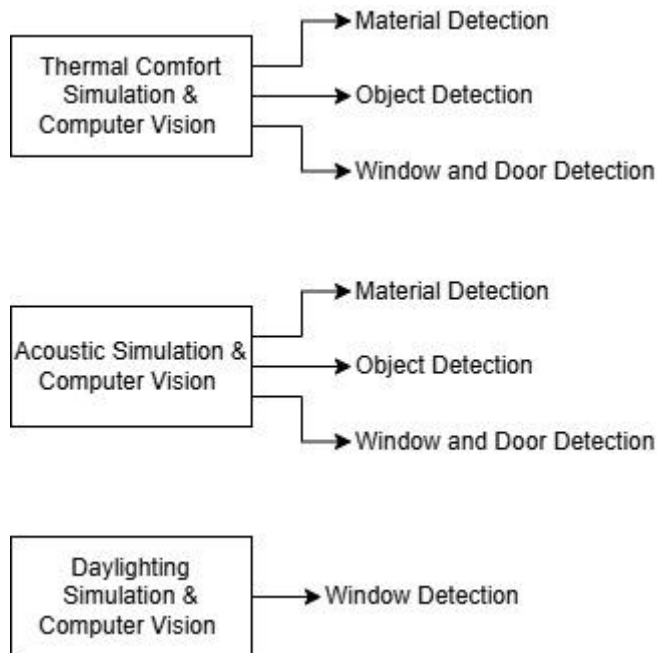 Material Detection
Thermal Comfort
Simulation &
Computer Vision
Object Detection
Window and Door Detection
Material Detection
Acoustic Simulation &
Computer Vision
Object Detection
Window and Door Detection
Daylighting
Simulation &
Computer Vision
Window Detection